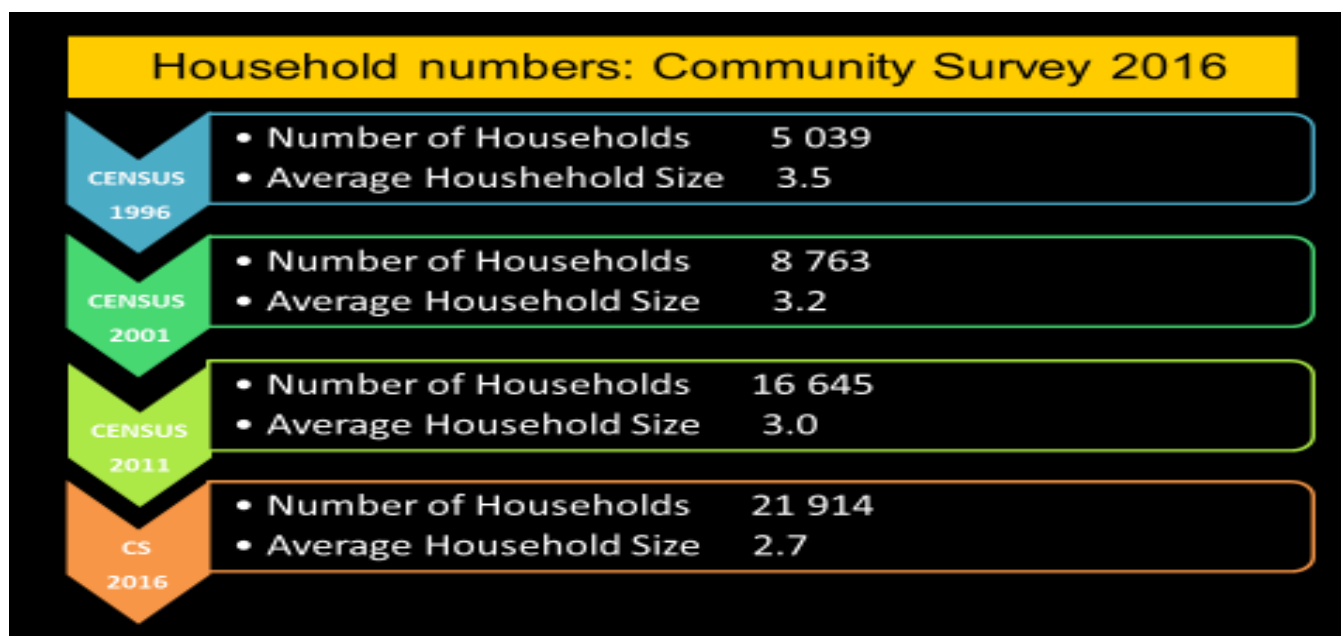 Household numbers: Community Survey 2016
CENSUS
1996
• Number of Households 5 039
• Average Houshehold Size 3.5
CENSUS
2001
• Number of Households 8 763
• Average Household Size 3.2
CENSUS
2011
• Number of Households 16 645
• Average Household Size 3.0
CS
2016
• Number of Households 21 914
• Average Household Size 2.7